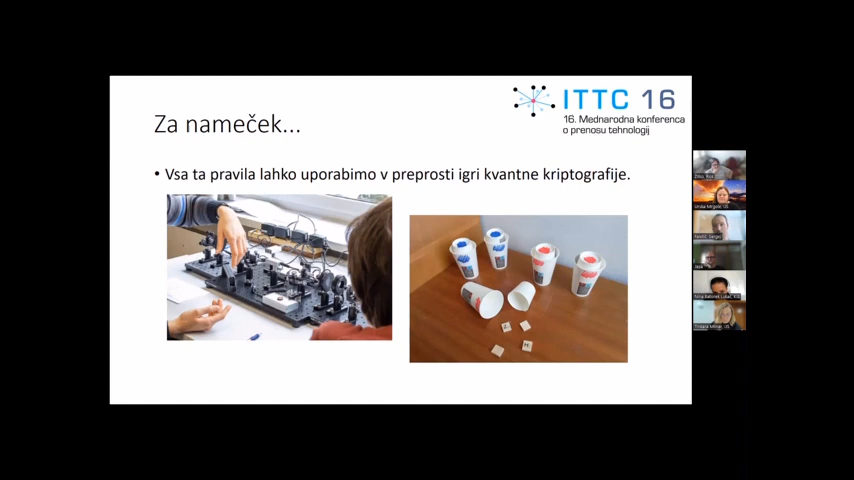 ITTC 16
16. Mednarodna konferenca
o prenosu tehnologij
Za nameček...
• Vsa ta pravila lahko uporabimo v preprosti igri kvantne kriptografije.